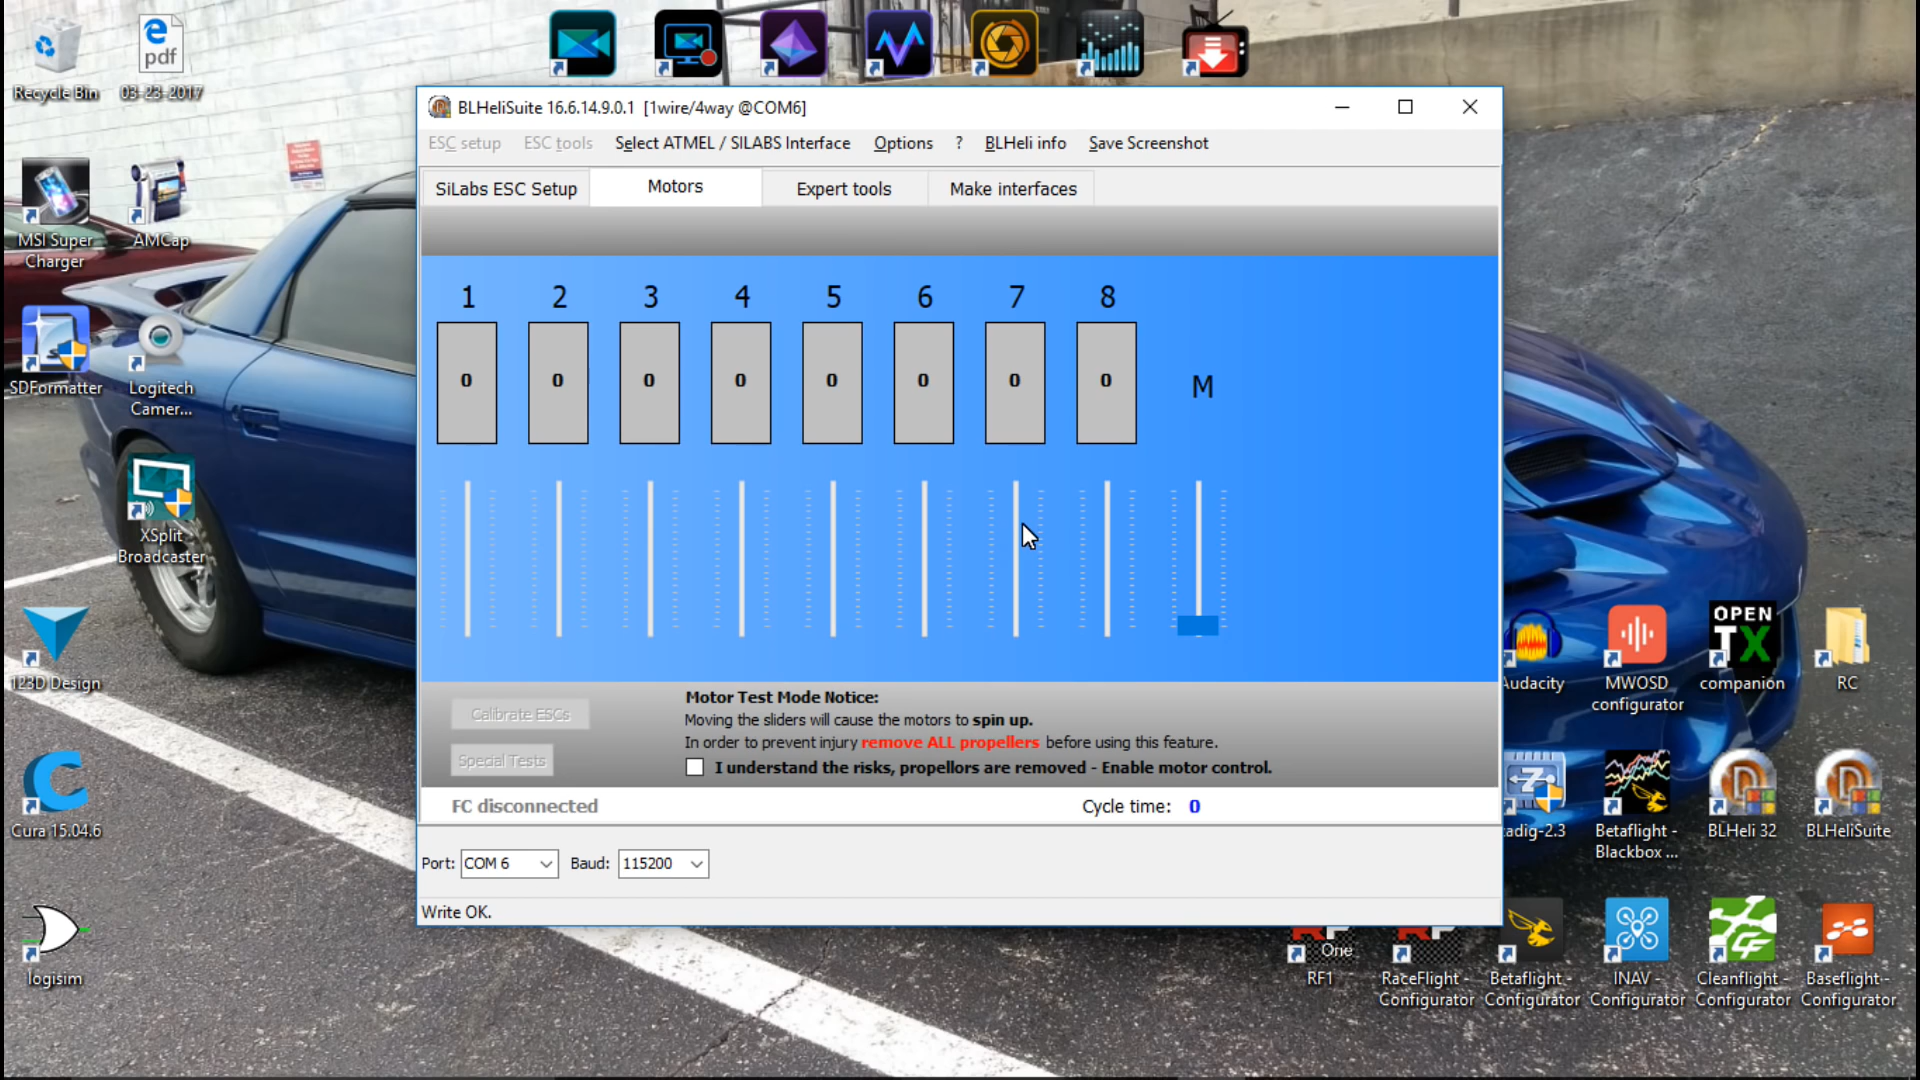 Recycle Bin
pdf
03-23-2017
BLHeliSuite 16.6.14.9.0.1 [1wire/4way @COM6]
ESC setup
ESC tools
Select ATMEL / SILABS Interface
Options
?
BLHeli info
Save Screenshot
SiLabs ESC Setup
Motors
Expert tools
Make interfaces
MSI Super
Charger
AMCap
1 2 3 4 5 6 7 8
0 0 0 0 0 0 0 0
M
SDFormatter
Logitech
Camer...
XSplit
Broadcaster
123D Design
Calibrate ESCs
Special Tests
Motor Test Mode Notice:
Moving the sliders will cause the motors to spin up.
In order to prevent injury remove ALL propellers before using this feature.
I understand the risks, propellors are removed - Enable motor control.
FC disconnected
Cycle time: 0
Port: COM 6
Baud: 115200
Write OK.
Cura 15.04.6
logisim
Audacity
MWOSD
configurator
OPEN
TX
companion
RC
adig-2.3
Betaflight -
Blackbox ...
BLHeli 32
BLHeliSuite
One
RF1
RaceFlight -
Configurator
Betaflight -
Configurator
INAV -
Configurator
CF
Cleanflight -
Configurator
Baseflight--
Configurator